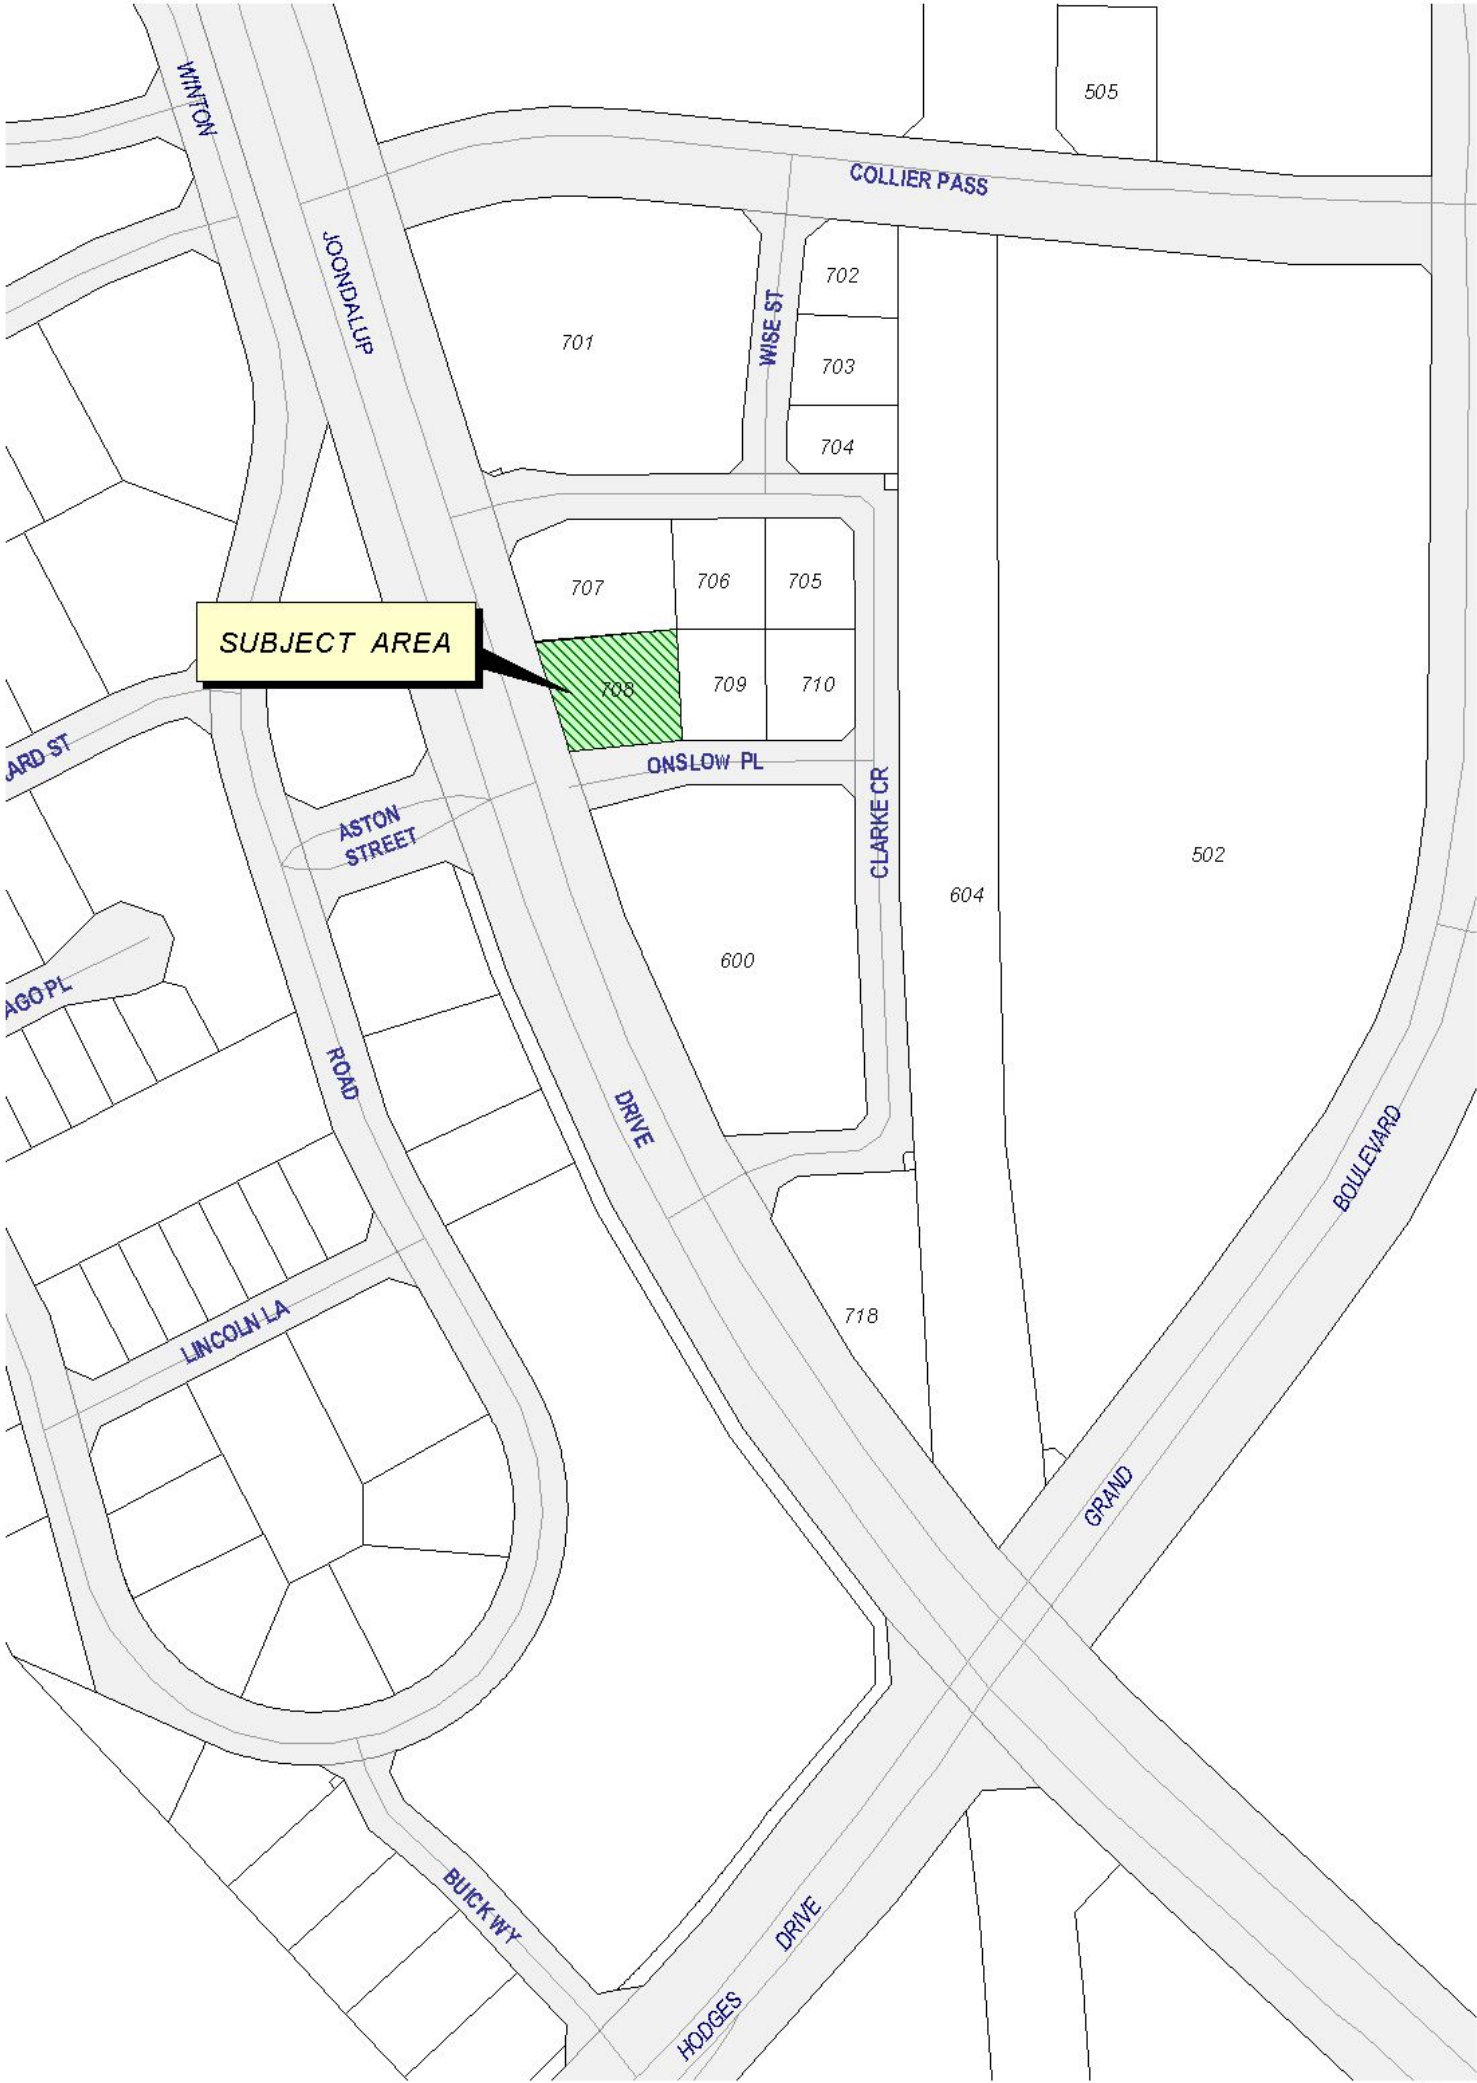 505
WINTON
COLLIER PASS
JOONDALUP
702
WISE ST
701
703
704
707
706
705
SUBJECT AREA
708
709
710
ONSLOW PL
ARD ST
CLARKE CR
ASTON
STREET
502
604
600
AGO PL
ROAD
DRIVE
BOULEVARD
718
LINCOLN LA
GRAND
BUICK WY
DRIVE
HODGES